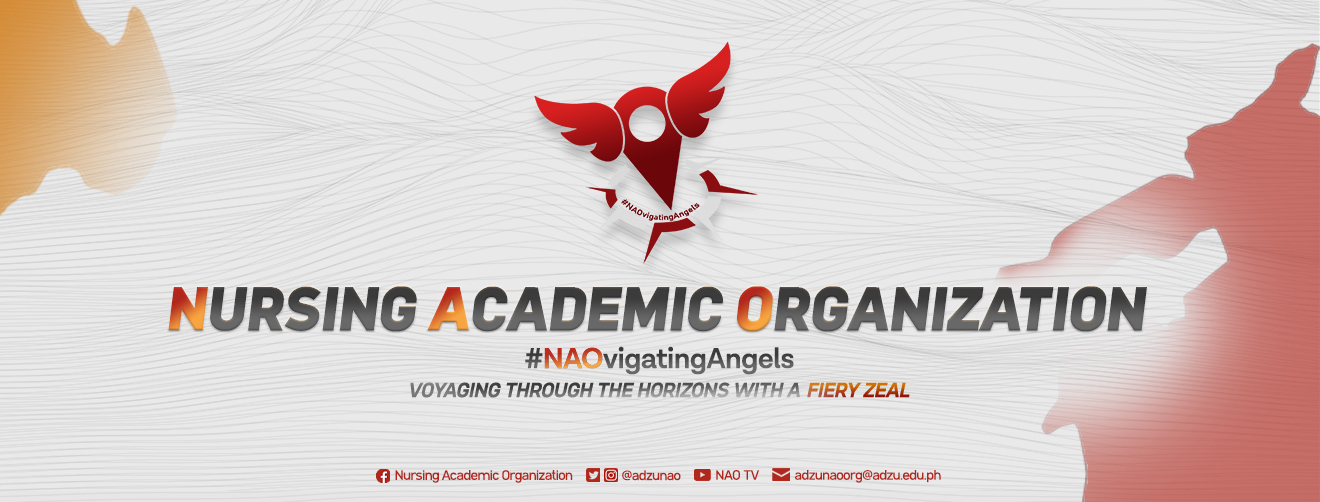 #NAOvigatingAngels
NURSING ACADEMIC ORGANIZATION
#NAOvigatingAngels
VOYAGING THROUGH THE HORIZONS WITH A FIERY ZEAL
Nursing Academic Organization @adzunao NAO TV adzunaoorg@adzu.edu.ph